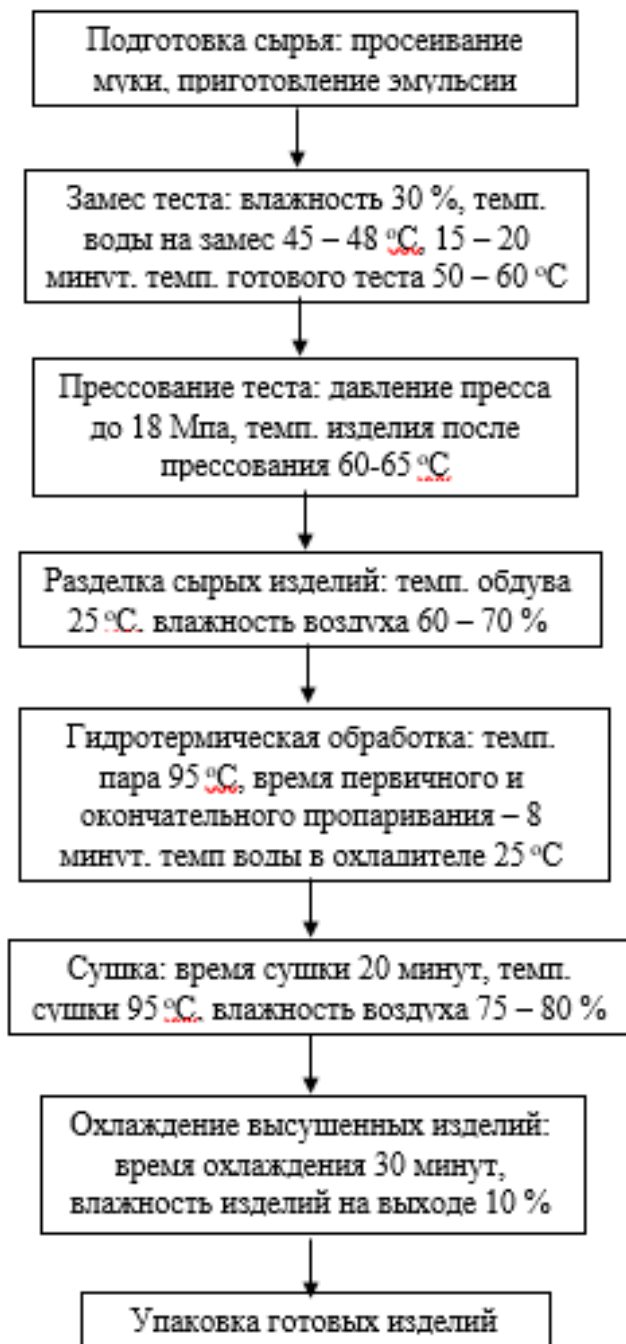 Подготовка сырья: просеивание
муки, приготовление эмульсии
Замес теста: влажность 30 %, темп.
воды на замес 45 – 48 °С, 15 – 20
минут. темп. готового теста 50 – 60 °С
Прессование теста: давление пресса
до 18 Мпа, темп. изделия после
прессования 60-65 °С
Разделка сырых изделий: темп. обдува
25 °С. влажность воздуха 60 – 70 %
Гидротермическая обработка: темп.
пара 95 °С, время первичного и
окончательного пропаривания – 8
минут. темп воды в охладителе 25 °С
Сушка: время сушки 20 минут, темп.
сушки 95 °С. влажность воздуха 75 – 80 %
Охлаждение высушенных изделий:
время охлаждения 30 минут,
влажность изделий на выходе 10 %
Упаковка готовых изделий